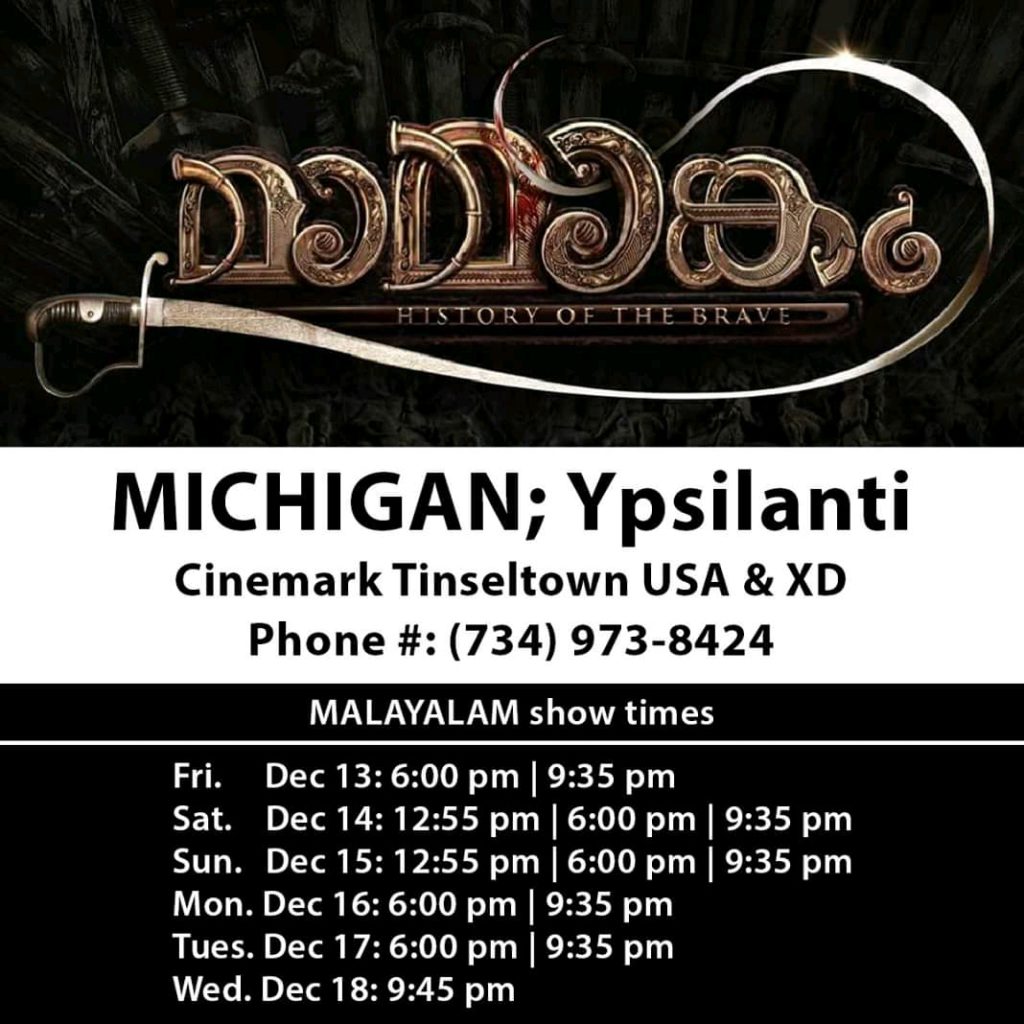 മാമാങ്കം
HISTORY OF THE BRAVE
MICHIGAN; Ypsilanti
Cinemark Tinseltown USA & XD
Phone #: (734) 973-8424
MALAYALAM show times
Fri. Dec 13: 6:00 pm | 9:35 pm
Sat. Dec 14: 12:55 pm | 6:00 pm | 9:35 pm
Sun. Dec 15: 12:55 pm | 6:00 pm | 9:35 pm
Mon. Dec 16: 6:00 pm | 9:35 pm
Tues. Dec 17: 6:00 pm | 9:35 pm
Wed. Dec 18: 9:45 pm